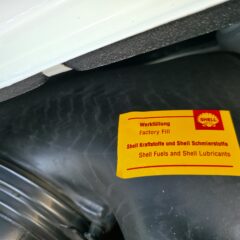 SHELL
Werkfüllung
Factory Fill
Shell Kraftstoffe und Shell Schmierstoffe
Shell Fuels and Shell Lubricants